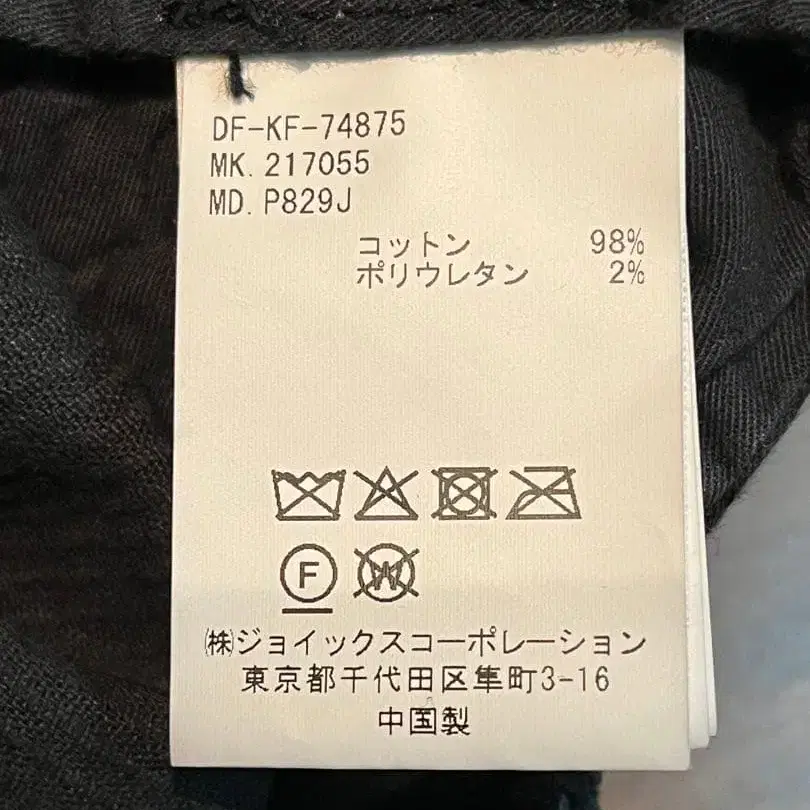 DF-KF-74875
MK. 217055
MD. P829J
コットン 98%
ポリウレタン 2%
F W
㈱ジョイックスコーポレーション
東京都千代田区隼町3-16
中国製